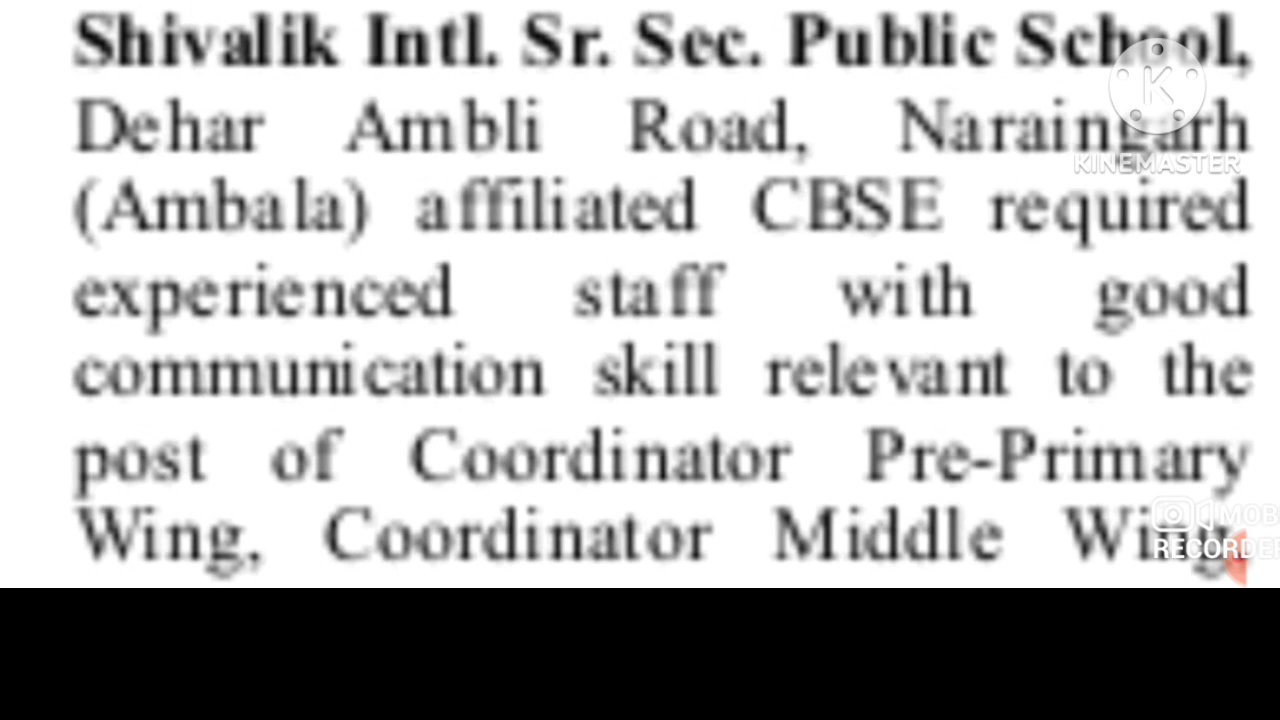 Shivalik Intl. Sr. Sec. Public School,
Dehar Ambli Road, Naraingarh
(Ambala) affiliated CBSE required
experienced staff with good
communication skill relevant to the
post of Coordinator Pre-Primary
Wing, Coordinator Middle Wing,
K
KINEMASTER
RECORDER